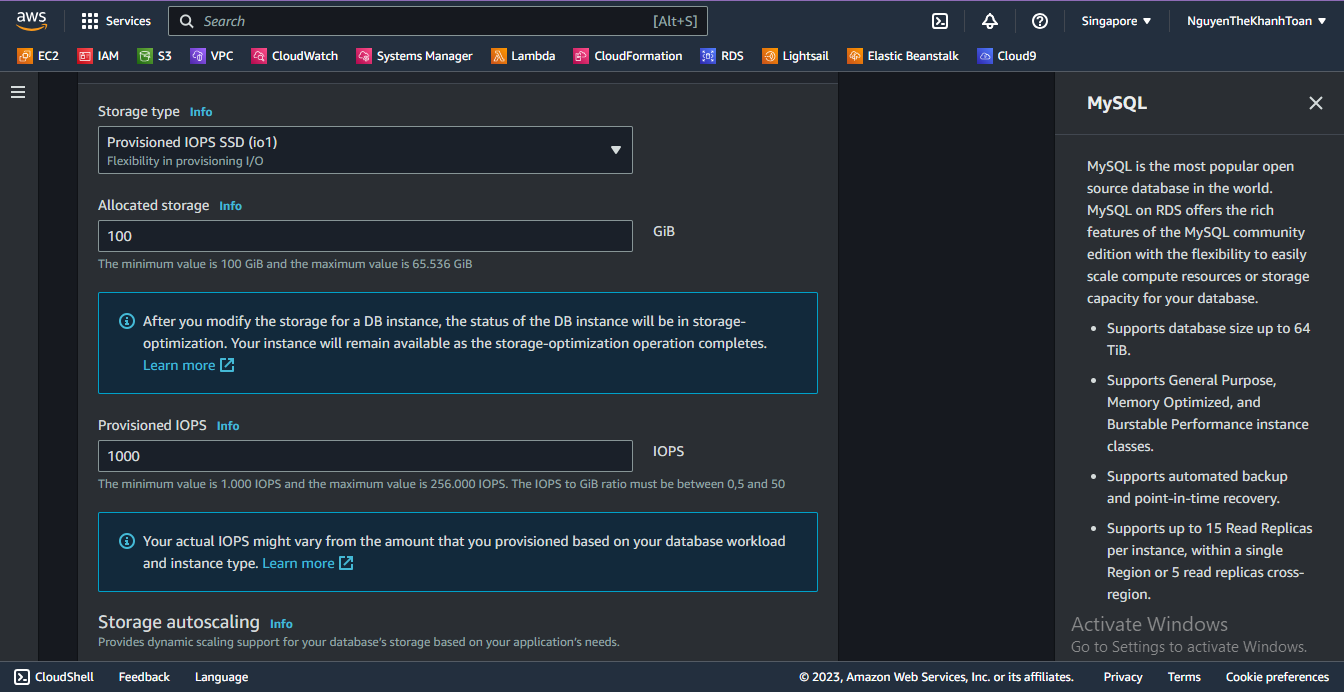 aws
Services
Search
[Alt+S]
Singapore
NguyenTheKhanhToan
EC2
IAM
S3
VPC
CloudWatch
Systems Manager
Lambda
CloudFormation
RDS
Lightsail
Elastic Beanstalk
Cloud9
Storage type Info
Provisioned IOPS SSD (io1)
Flexibility in provisioning I/O
Allocated storage Info
100
GiB
The minimum value is 100 GiB and the maximum value is 65.536 GiB
After you modify the storage for a DB instance, the status of the DB instance will be in storage-
optimization. Your instance will remain available as the storage-optimization operation completes.
Learn more
Provisioned IOPS Info
1000
IOPS
The minimum value is 1.000 IOPS and the maximum value is 256.000 IOPS. The IOPS to GiB ratio must be between 0,5 and 50
Your actual IOPS might vary from the amount that you provisioned based on your database workload
and instance type. Learn more
Storage autoscaling Info
Provides dynamic scaling support for your database's storage based on your application's needs.
MySQL
MySQL is the most popular open
source database in the world.
MySQL on RDS offers the rich
features of the MySQL community
edition with the flexibility to easily
scale compute resources or storage
capacity for your database.
• Supports database size up to 64
TiB.
• Supports General Purpose,
Memory Optimized, and
Burstable Performance instance
classes.
• Supports automated backup
and point-in-time recovery.
• Supports up to 15 Read Replicas
per instance, within a single
Region or 5 read replicas cross-
region.
Activate Windows
Go to Settings to activate Windows.
CloudShell
Feedback
Language
© 2023, Amazon Web Services, Inc. or its affiliates.
Privacy
Terms
Cookie preferences